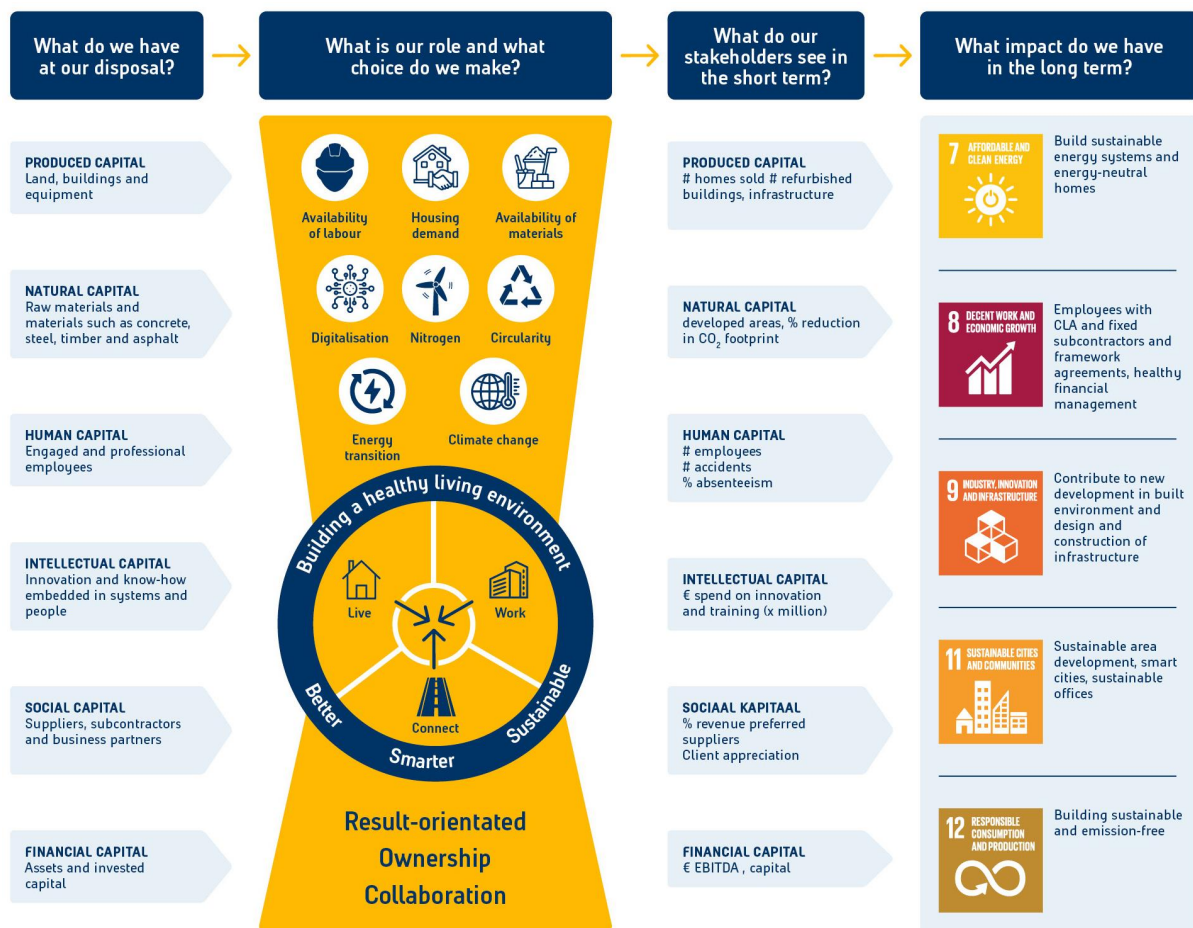 What do we have
at our disposal?
What is our role and what
choice do we make?
What do our
stakeholders see in
the short term?
What impact do we have
in the long term?
PRODUCED CAPITAL
Land, buildings and
equipment
NATURAL CAPITAL
Raw materials and
materials such as concrete,
steel, timber and asphalt
HUMAN CAPITAL
Engaged and professional
employees
INTELLECTUAL CAPITAL
Innovation and know-how
embedded in systems and
people
SOCIAL CAPITAL
Suppliers, subcontractors
and business partners
FINANCIAL CAPITAL
Assets and invested
capital
Availability
of labour
Housing
demand
Availability of
materials
Digitalisation
Nitrogen
Circularity
Energy
transition
Climate change
Building a healthy living environment
Live
Work
Connect
Better
Smarter
Sustainable
Result-orientated
Ownership
Collaboration
PRODUCED CAPITAL
# homes sold # refurbished
buildings, infrastructure
NATURAL CAPITAL
developed areas, % reduction
in CO₂ footprint
HUMAN CAPITAL
# employees
# accidents
% absenteeism
INTELLECTUAL CAPITAL
€ spend on innovation
and training (x million)
SOCIAAL KAPITAAL
% revenue preferred
suppliers
Client appreciation
FINANCIAL CAPITAL
€ EBITDA , capital
7 AFFORDABLE AND
CLEAN ENERGY
Build sustainable
energy systems and
energy-neutral
homes
8 DECENT WORK AND
ECONOMIC GROWTH
Employees with
CLA and fixed
subcontractors and
framework
agreements, healthy
financial
management
9 INDUSTRY, INNOVATION
AND INFRASTRUCTURE
Contribute to new
development in built
environment and
design and
construction of
infrastructure
11 SUSTAINABLE CITIES
AND COMMUNITIES
Sustainable area
development, smart
cities, sustainable
offices
12 RESPONSIBLE
CONSUMPTION
AND PRODUCTION
Building sustainable
and emission-free